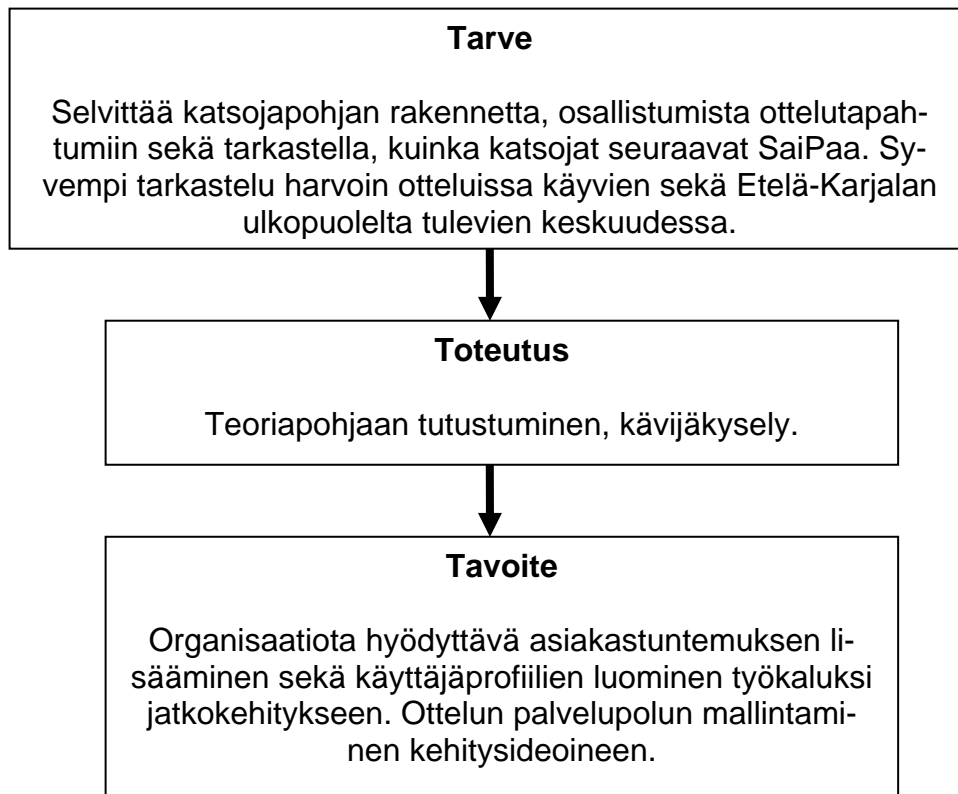 Tarve
Selvittää katsojapohjan rakennetta, osallistumista ottelutapah-
tumiin sekä tarkastella, kuinka katsojat seuraavat SaiPaa. Sy-
vempi tarkastelu harvoin otteluissa käyvien sekä Etelä-Karjalan
ulkopuolelta tulevien keskuudessa.
Toteutus
Teoriapohjaan tutustuminen, kävijäkysely.
Tavoite
Organisaatiota hyödyttävä asiakastuntemuksen li-
sääminen sekä käyttäjäprofiilien luominen työkaluksi
jatkokehitykseen. Ottelun palvelupolun mallintami-
nen kehitysideoineen.